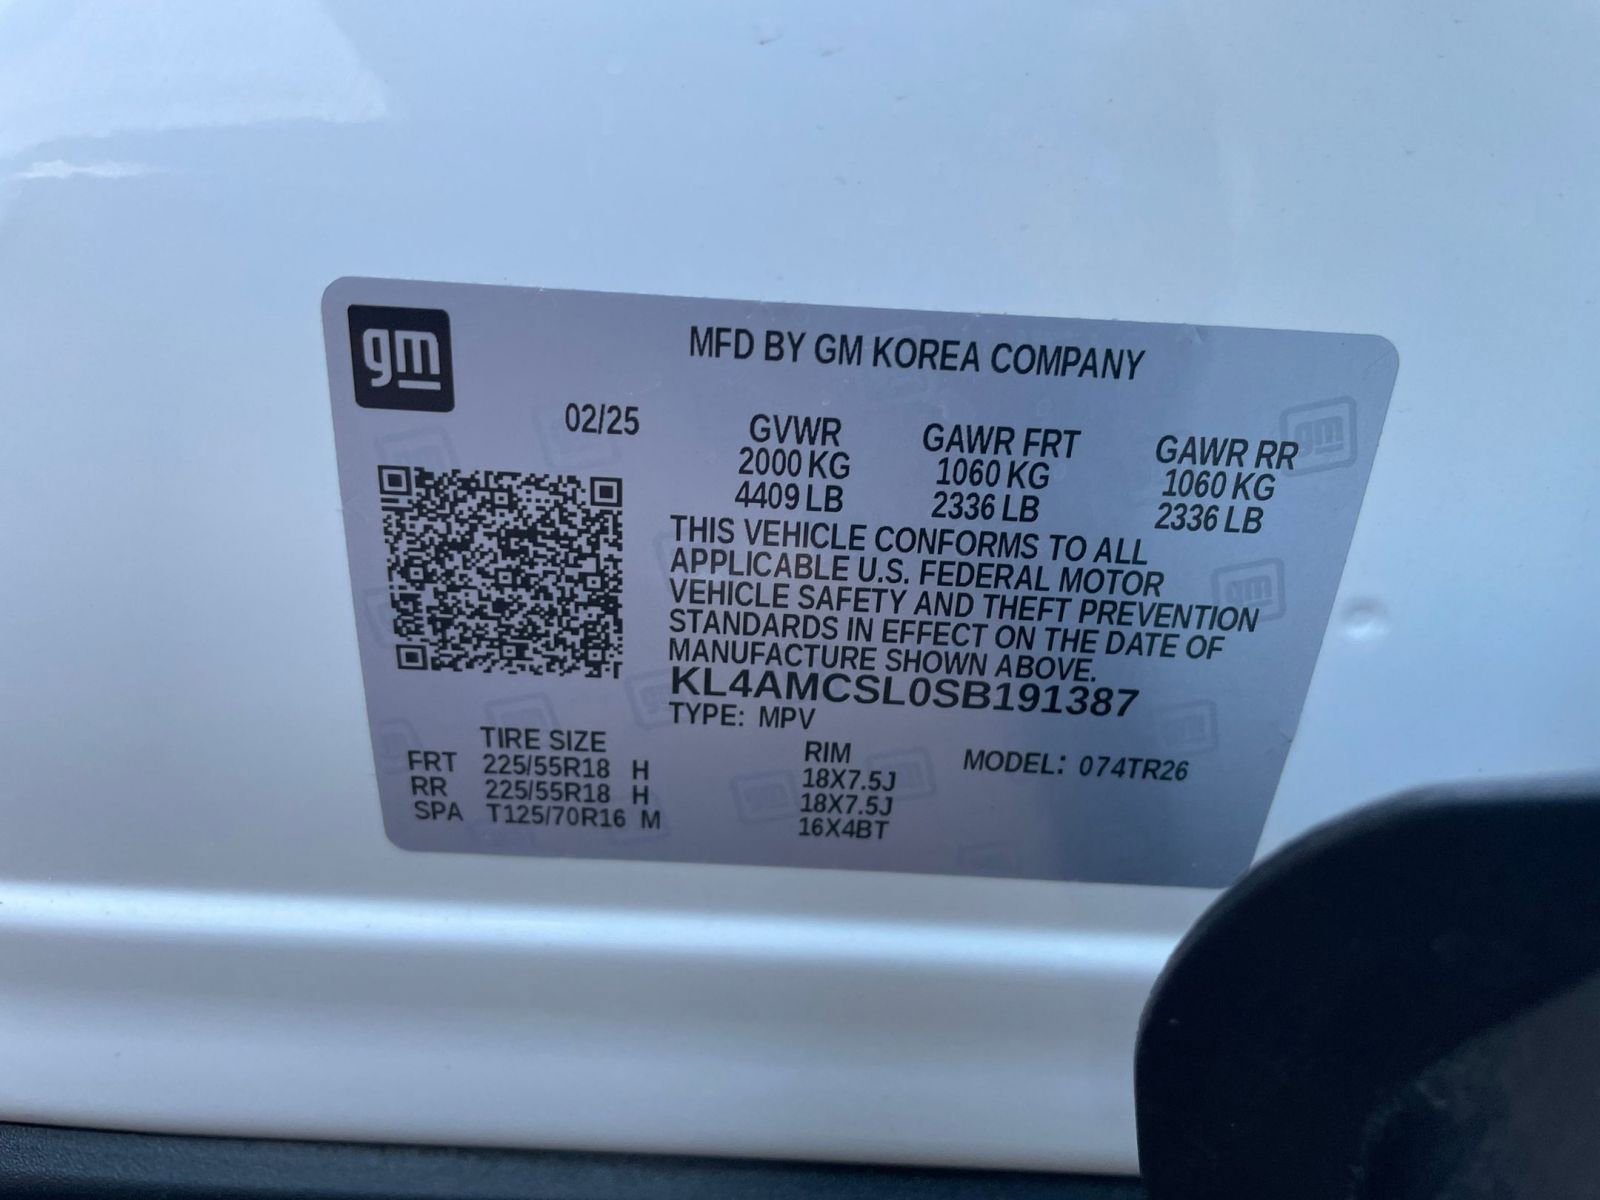 gm
MFD BY GM KOREA COMPANY
02/25
GVWR GAWR FRT GAWR RR
2000 KG 1060 KG 1060 KG
4409 LB 2336 LB 2336 LB
THIS VEHICLE CONFORMS TO ALL
APPLICABLE U.S. FEDERAL MOTOR
VEHICLE SAFETY AND THEFT PREVENTION
STANDARDS IN EFFECT ON THE DATE OF
MANUFACTURE SHOWN ABOVE.
KL4AMCSL0SB191387
TYPE: MPV
TIRE SIZE RIM MODEL: 074TR26
FRT 225/55R18 H 18X7.5J
RR 225/55R18 H 18X7.5J
SPA T125/70R16 M 16X4BT